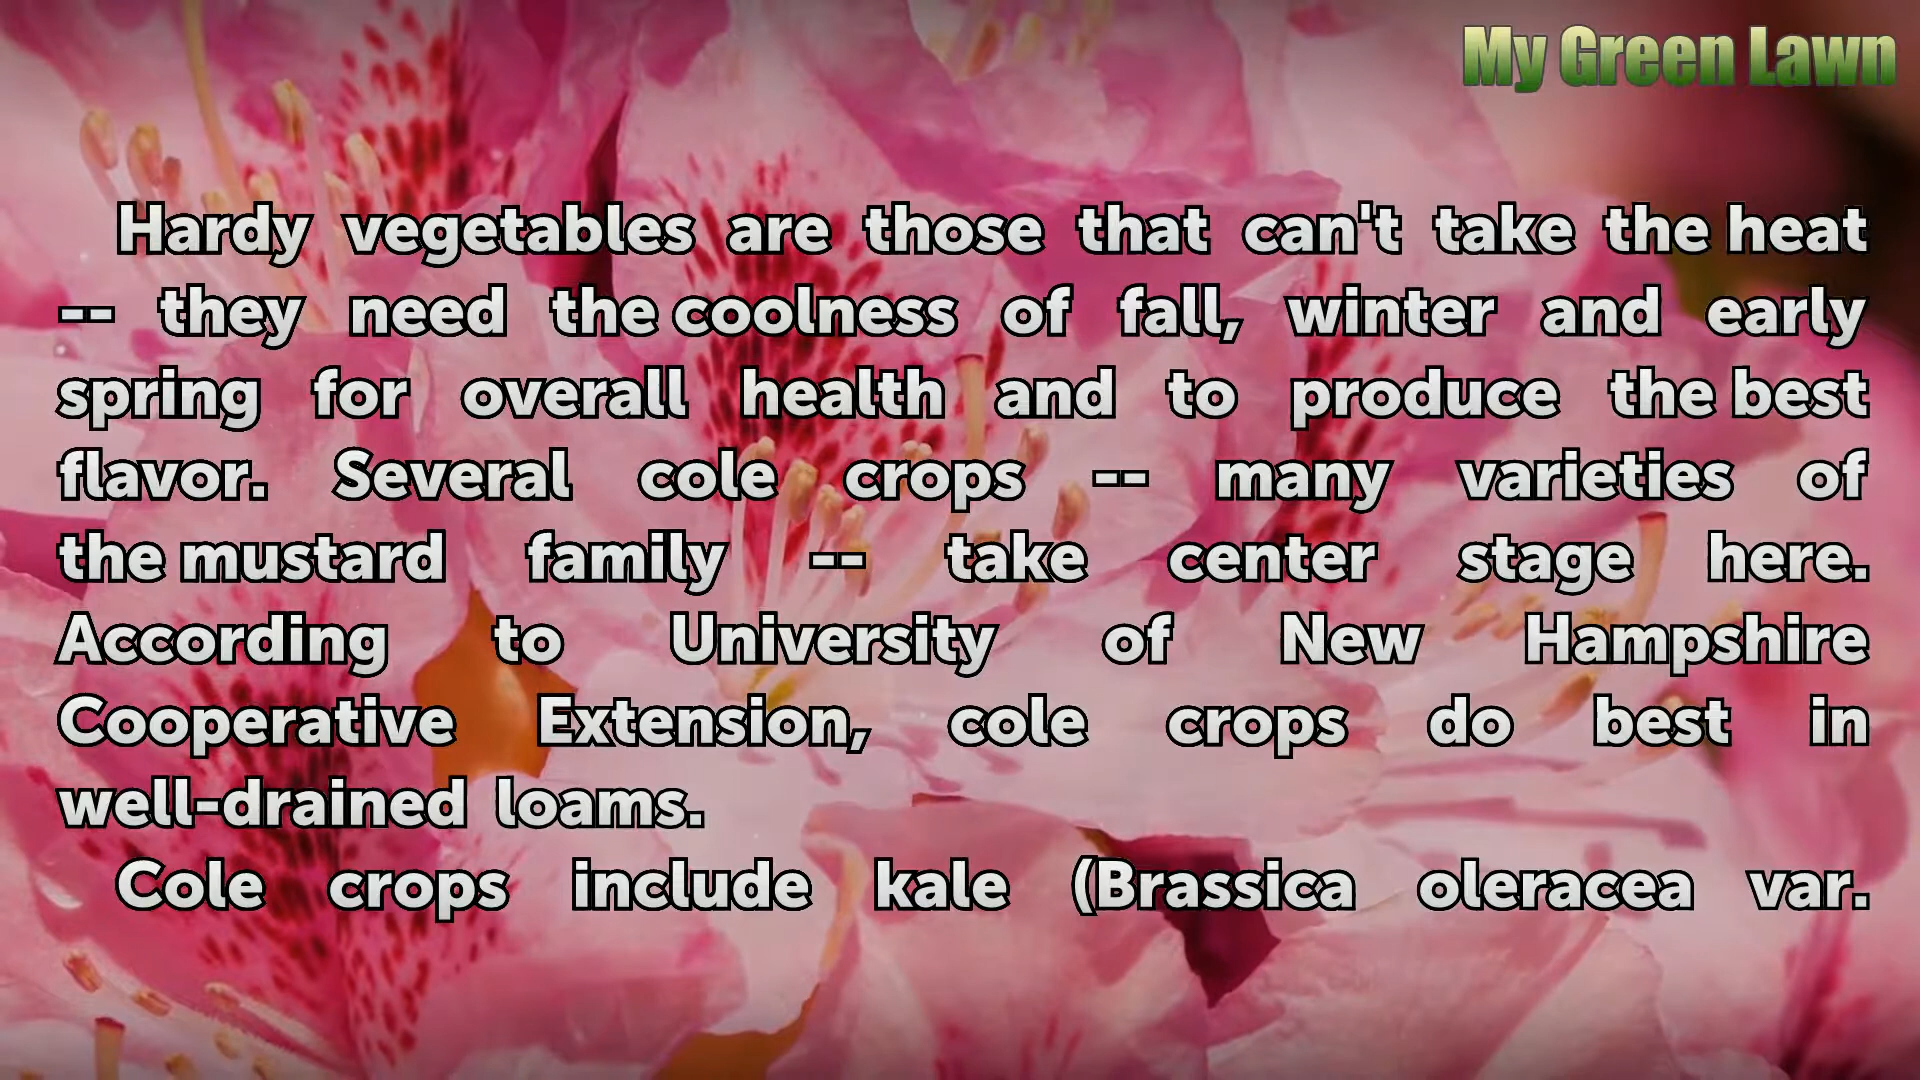 My Green Lawn
Hardy vegetables are those that can't take the heat
-- they need the coolness of fall, winter and early
spring for overall health and to produce the best
flavor. Several cole crops -- many varieties of
the mustard family -- take center stage here.
According to University of New Hampshire
Cooperative Extension, cole crops do best in
well-drained loams.
Cole crops include kale (Brassica oleracea var.